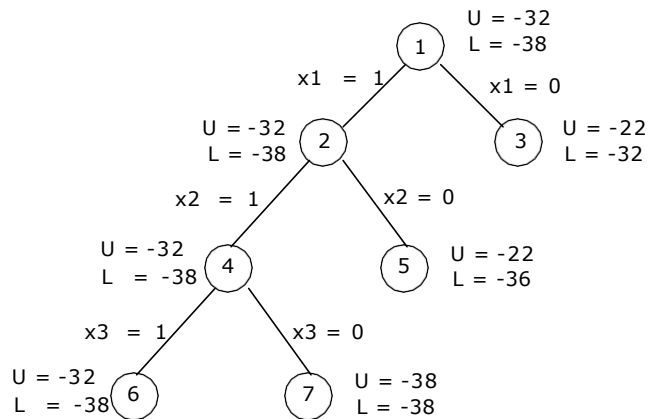 U = -32
L = -38
1
x1 = 1
x1 = 0
U = -32
L = -38
2
3
U = -22
L = -32
x2 = 1
x2 = 0
U = -32
L = -38
4
5
U = -22
L = -36
x3 = 1
x3 = 0
U = -32
L = -38
6
7
U = -38
L = -38